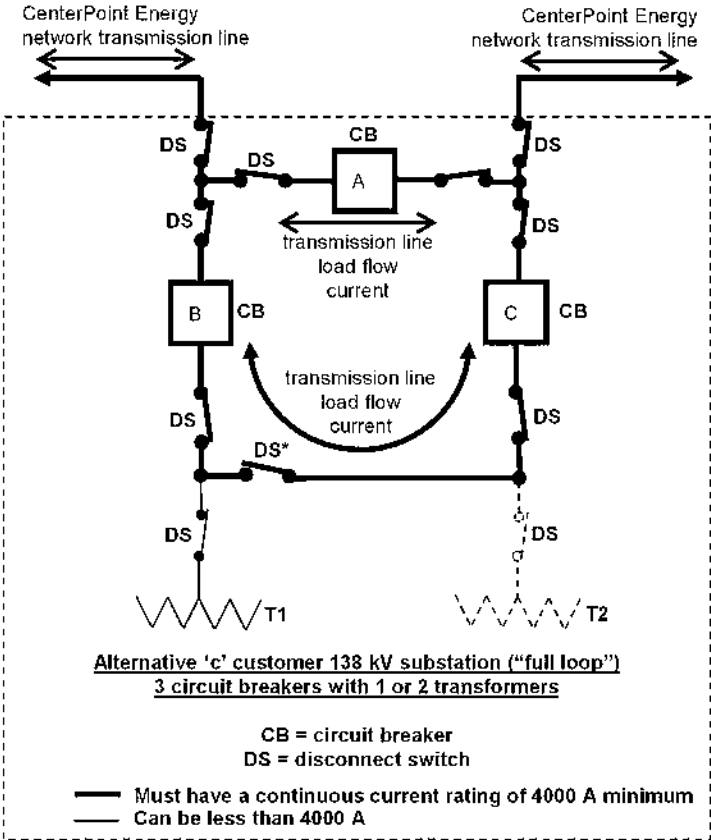 CenterPoint Energy
network transmission line
CenterPoint Energy
network transmission line
DS
DS
CB
A
DS
DS
DS
transmission line
load flow
current
B
CB
C
CB
transmission line
load flow
current
DS
DS
DS*
DS
DS
T1
T2
Alternative ‘c’ customer 138 kV substation (“full loop”)
3 circuit breakers with 1 or 2 transformers
CB = circuit breaker
DS = disconnect switch
Must have a continuous current rating of 4000 A minimum
Can be less than 4000 A